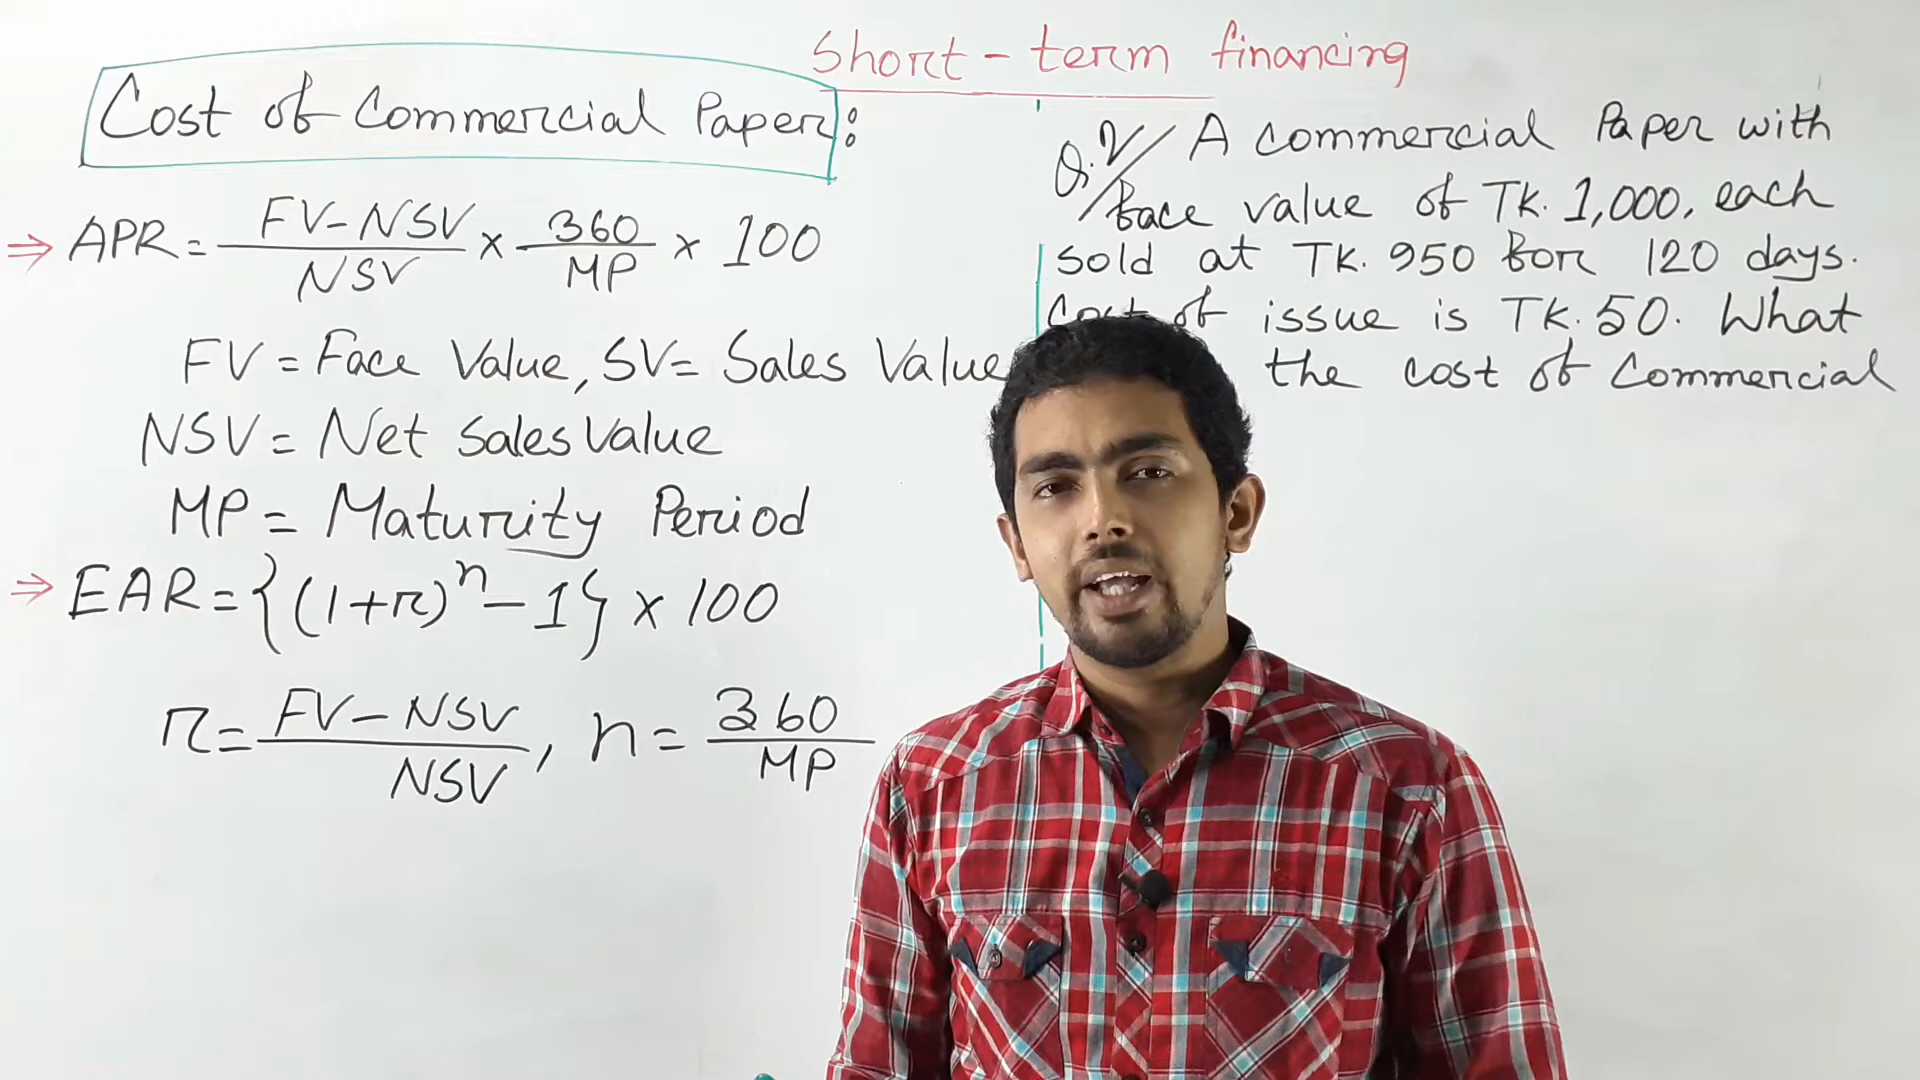 Short-term financing
Cost of Commercial Paper:
⇒ APR = FV-NSV / NSV × 360 / MP × 100
FV = Face Value, SV = Sales Value
NSV = Net Sales Value
MP = Maturity Period
⇒ EAR = {(1+r)^n - 1} × 100
r = FV-NSV / NSV, n = 360 / MP
A Commercial Paper with
face value of TK. 1,000, each
sold at TK. 950 for 120 days.
Cost of issue is TK. 50. What
the cost of Commercial